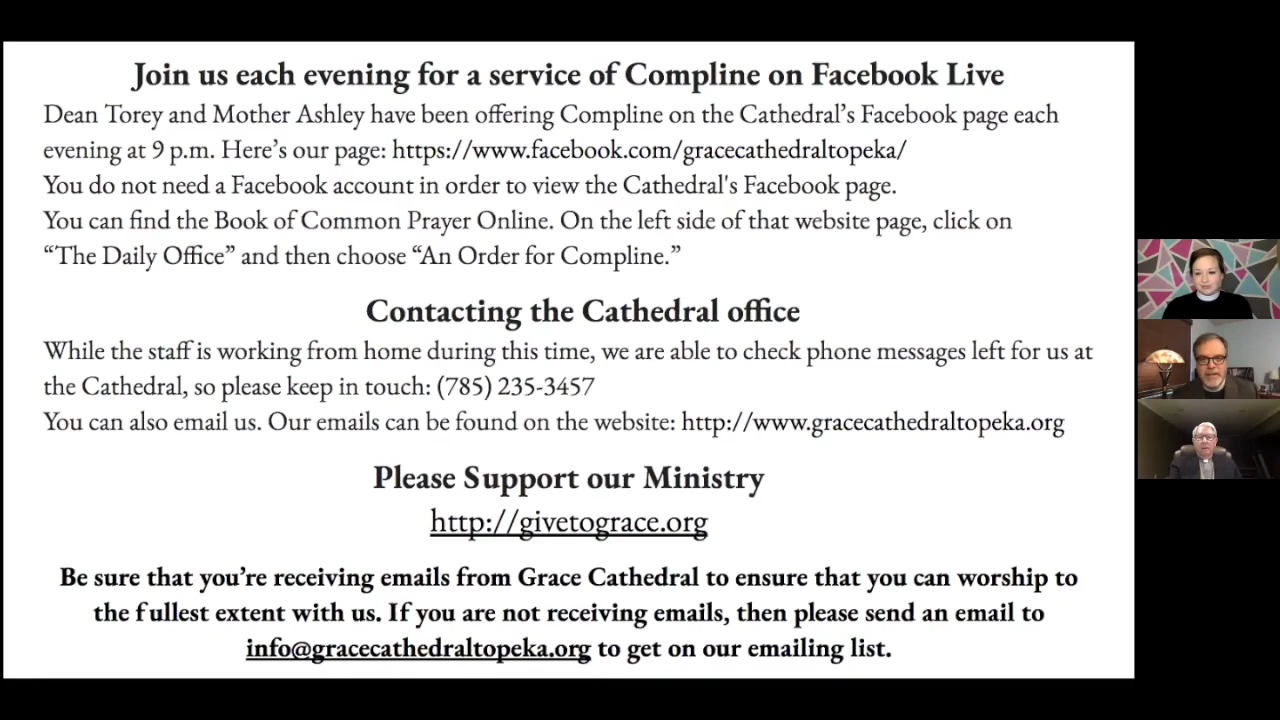 Join us each evening for a service of Compline on Facebook Live
Dean Torey and Mother Ashley have been offering Compline on the Cathedral’s Facebook page each
evening at 9 p.m. Here’s our page: https://www.facebook.com/gracecathedraltopeka/
You do not need a Facebook account in order to view the Cathedral's Facebook page.
You can find the Book of Common Prayer Online. On the left side of that website page, click on
“The Daily Office” and then choose “An Order for Compline.”
Contacting the Cathedral office
While the staff is working from home during this time, we are able to check phone messages left for us at
the Cathedral, so please keep in touch: (785) 235-3457
You can also email us. Our emails can be found on the website: http://www.gracecathedraltopeka.org
Please Support our Ministry
http://givetograce.org
Be sure that you’re receiving emails from Grace Cathedral to ensure that you can worship to
the fullest extent with us. If you are not receiving emails, then please send an email to
info@gracecathedraltopeka.org to get on our emailing list.